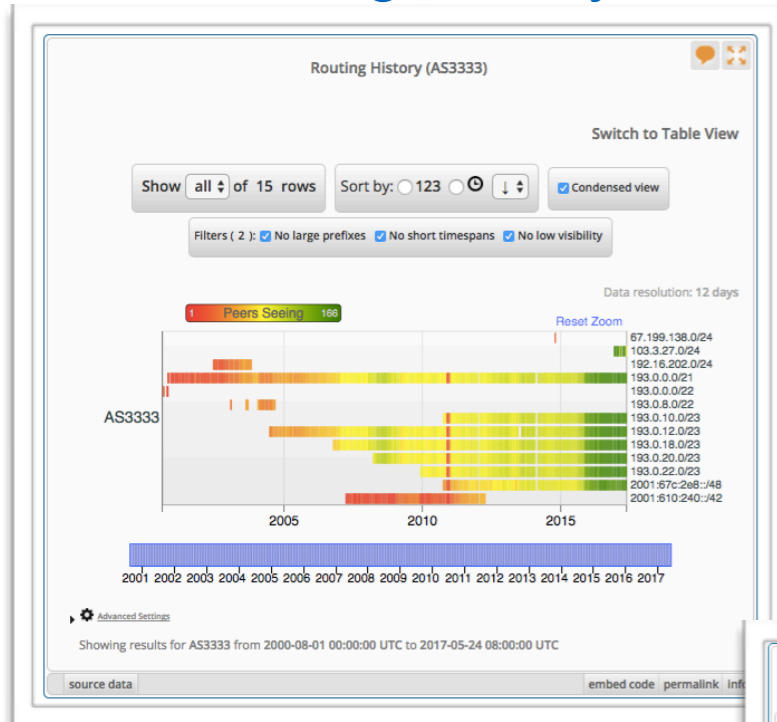 Routing History (AS3333)
Switch to Table View
Show all of 15 rows Sort by: 123 ↓ Condensed view
Filters ( 2 ): No large prefixes No short timespans No low visibility
Data resolution: 12 days
1 Peers Seeing 166
Reset Zoom
67.199.138.0/24
103.3.27.0/24
192.16.202.0/24
193.0.0.0/21
193.0.0.0/22
193.0.8.0/22
AS3333
193.0.10.0/23
193.0.12.0/23
193.0.18.0/23
193.0.20.0/23
193.0.22.0/23
2001:67c:2e8::/48
2001:610:240::/42
2005 2010 2015
2001 2002 2003 2004 2005 2006 2007 2008 2009 2010 2011 2012 2013 2014 2015 2016 2017
Advanced Settings
Showing results for AS3333 from 2000-08-01 00:00:00 UTC to 2017-05-24 08:00:00 UTC
source data embed code permalink